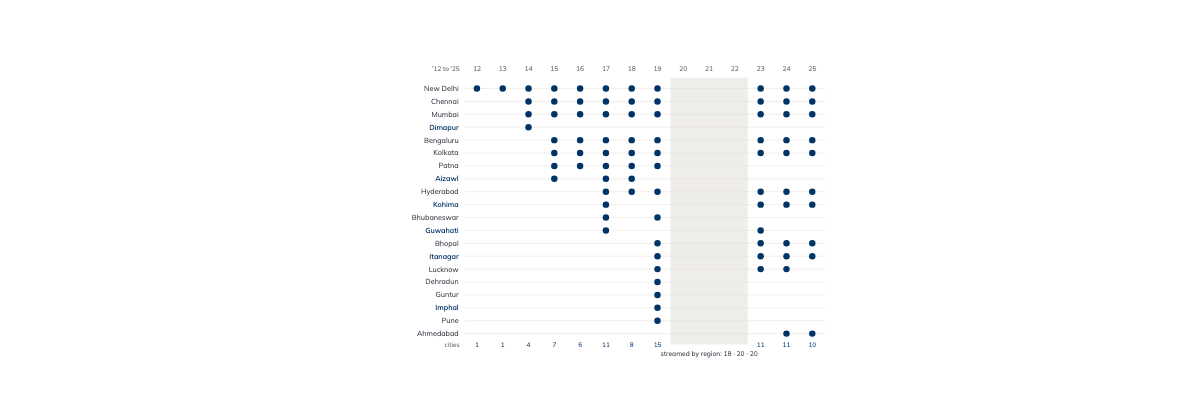 '12 to '25 12 13 14 15 16 17 18 19 20 21 22 23 24 25
New Delhi
Chennai
Mumbai
Dimapur
Bengaluru
Kolkata
Patna
Aizawl
Hyderabad
Kohima
Bhubaneswar
Guwahati
Bhopal
Itanagar
Lucknow
Dehradun
Guntur
Imphal
Pune
Ahmedabad
cities 1 1 4 7 6 11 8 15 11 11 10
streamed by region: 18 · 20 · 20